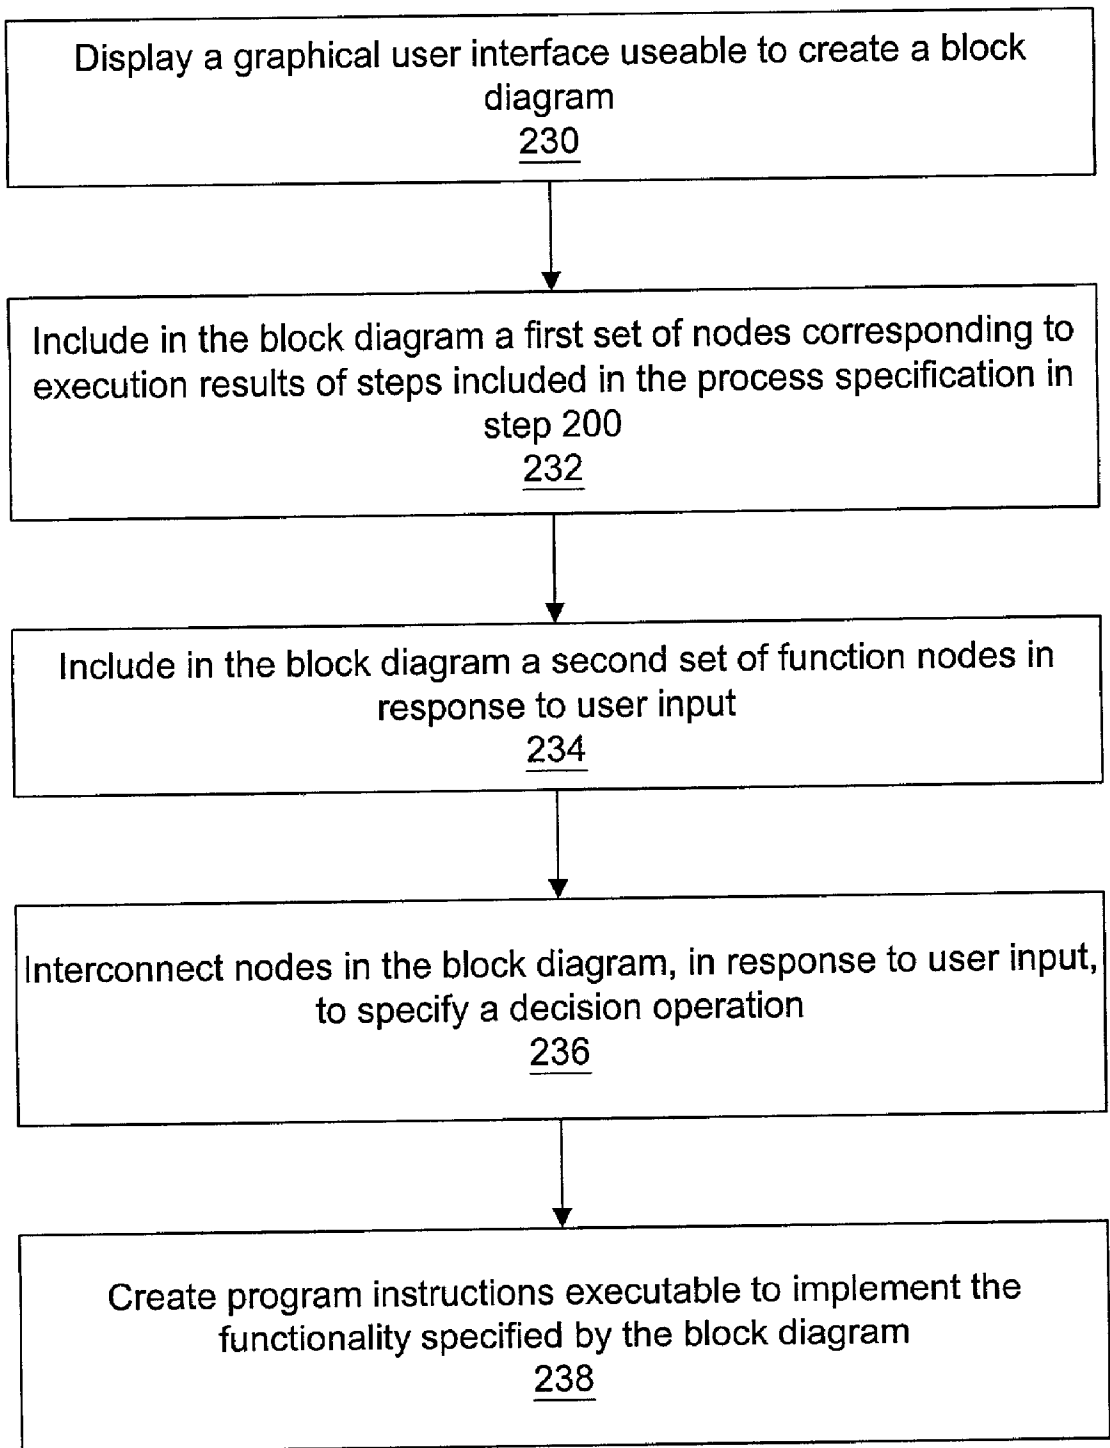 Display a graphical user interface useable to create a block
diagram
230
Include in the block diagram a first set of nodes corresponding to
execution results of steps included in the process specification in
step 200
232
Include in the block diagram a second set of function nodes in
response to user input
234
Interconnect nodes in the block diagram, in response to user input,
to specify a decision operation
236
Create program instructions executable to implement the
functionality specified by the block diagram
238